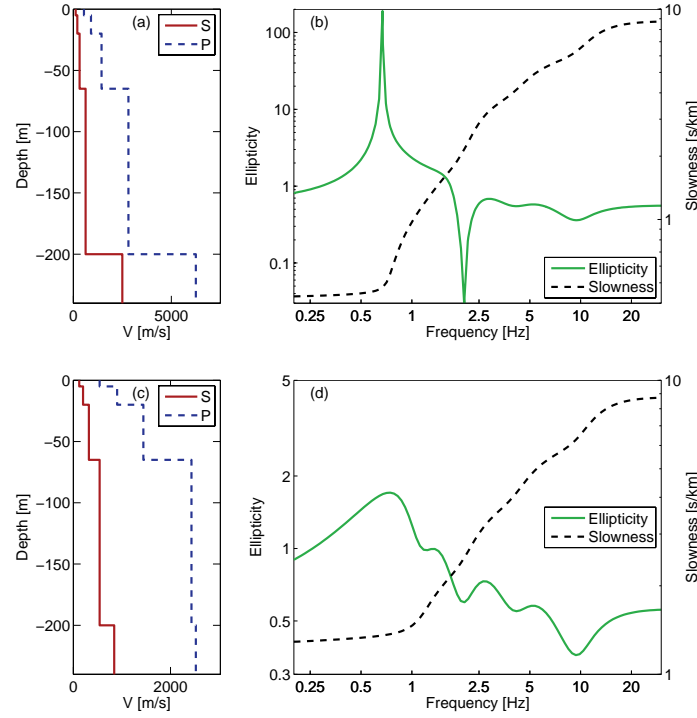 (a)
S
P
0
−50
−100
−150
−200
Depth [m]
0
5000
V [m/s]
(b)
100
10
1
0.1
Ellipticity
10
1
Slowness [s/km]
Ellipticity
Slowness
0.25
0.5
1
2.5
5
10
20
Frequency [Hz]
(c)
S
P
0
−50
−100
−150
−200
Depth [m]
0
2000
V [m/s]
(d)
5
2
1
0.5
0.3
Ellipticity
10
1
Slowness [s/km]
Ellipticity
Slowness
0.25
0.5
1
2.5
5
10
20
Frequency [Hz]